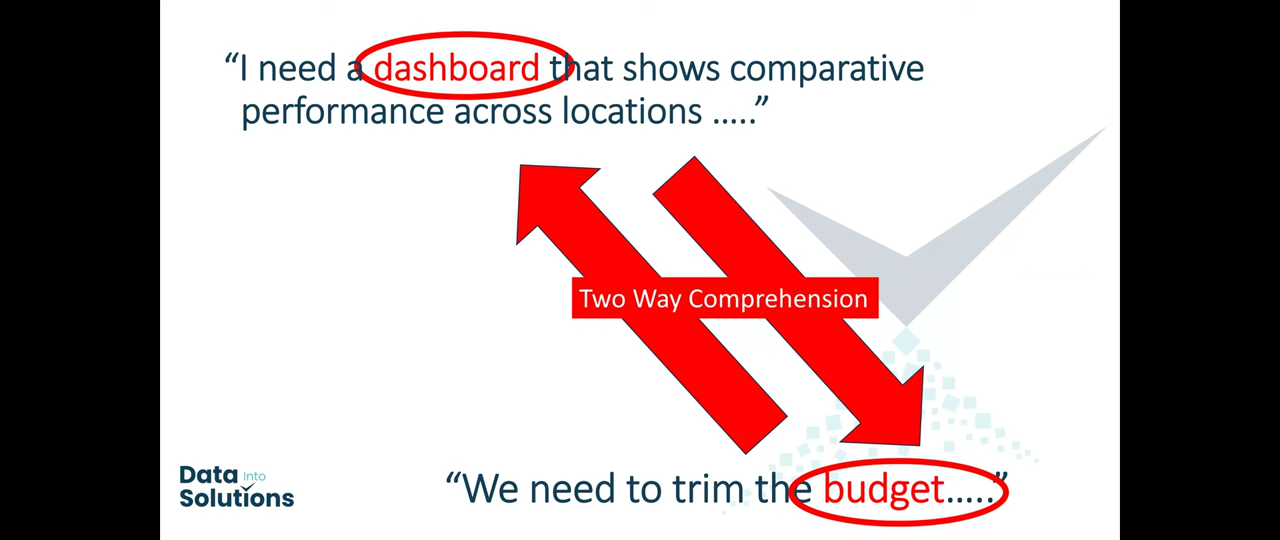 “I need a dashboard that shows comparative
performance across locations …..”
Two Way Comprehension
Data Into
Solutions
“We need to trim the budget…..”